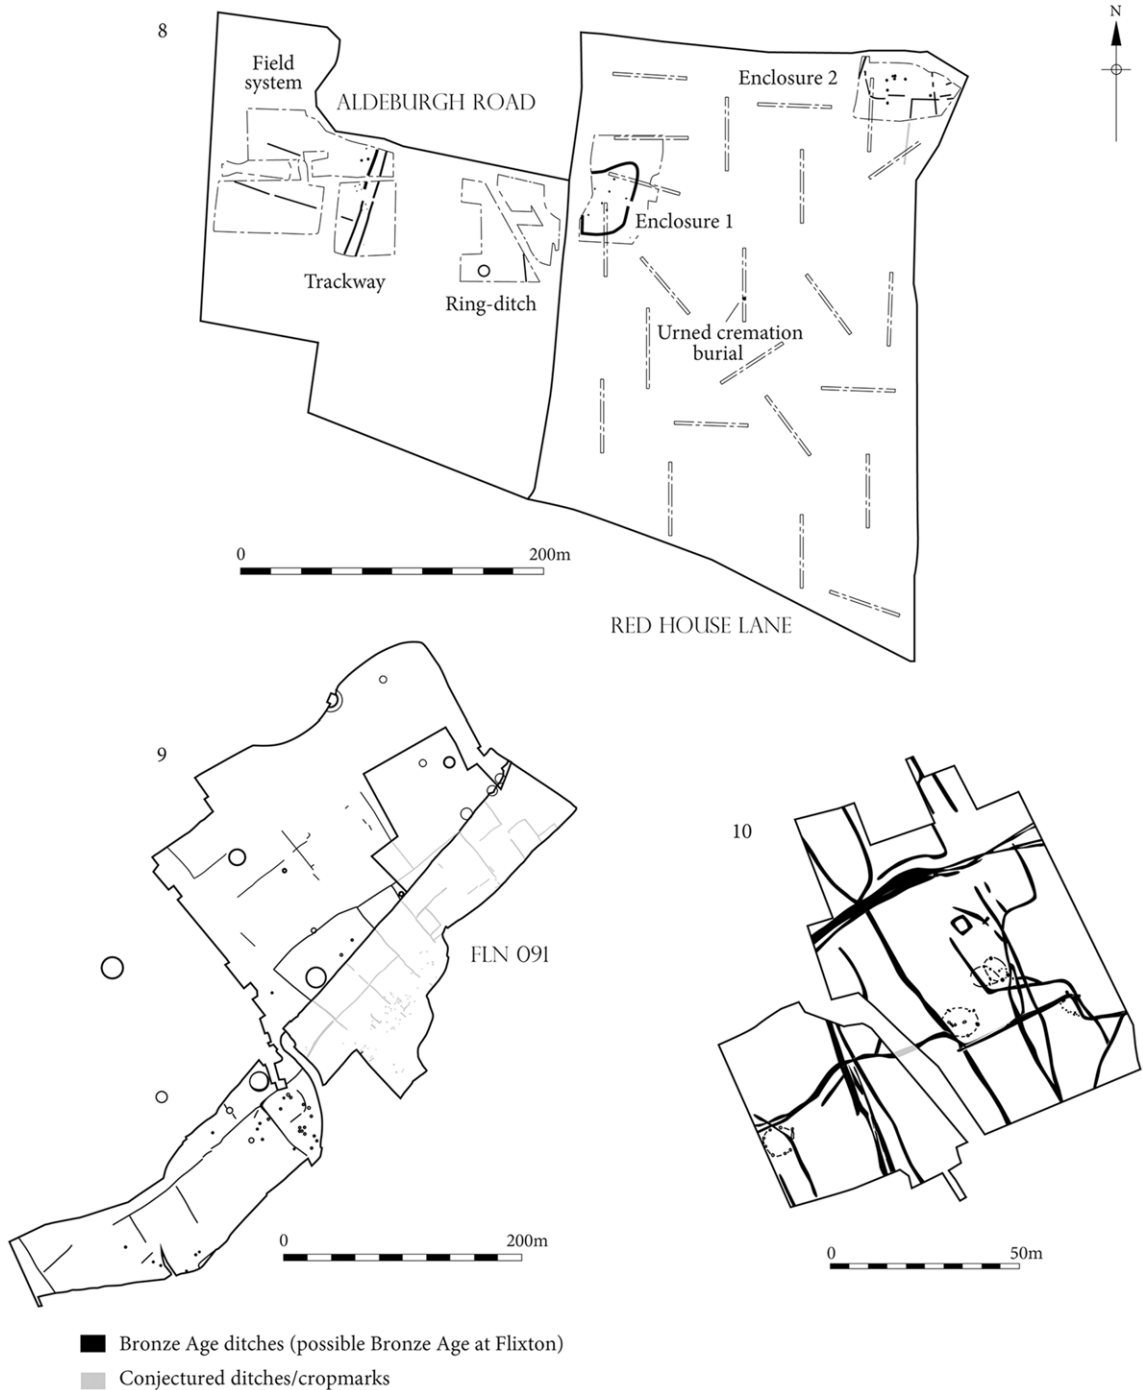 8
N
Field
system
ALDEBURGH ROAD
Enclosure 2
Enclosure 1
Trackway
Ring-ditch
Urned cremation
burial
0 200m
RED HOUSE LANE
9
10
FLN 091
0 200m
0 50m
Bronze Age ditches (possible Bronze Age at Flixton)
Conjectured ditches/cropmarks